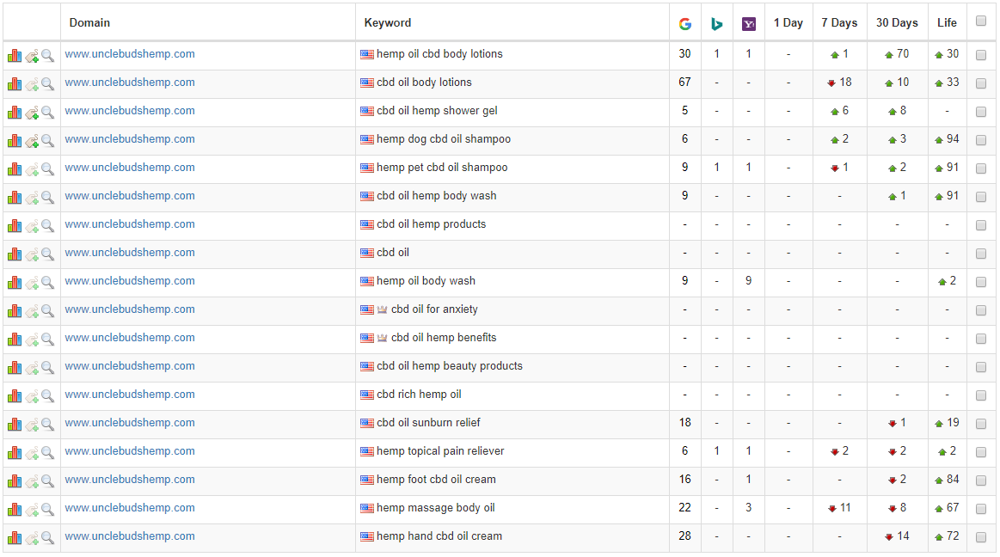 Domain Keyword 1 Day 7 Days 30 Days Life
www.unclebudshemp.com hemp oil cbd body lotions 30 1 1 - 1 70 30
www.unclebudshemp.com cbd oil body lotions 67 - - - 18 10 33
www.unclebudshemp.com cbd oil hemp shower gel 5 - - - 6 8 -
www.unclebudshemp.com hemp dog cbd oil shampoo 6 - - - 2 3 94
www.unclebudshemp.com hemp pet cbd oil shampoo 9 1 1 - 1 2 91
www.unclebudshemp.com cbd oil hemp body wash 9 - - - - 1 91
www.unclebudshemp.com cbd oil hemp products - - - - - - -
www.unclebudshemp.com cbd oil - - - - - - -
www.unclebudshemp.com hemp oil body wash 9 - 9 - - - 2
www.unclebudshemp.com cbd oil for anxiety - - - - - - -
www.unclebudshemp.com cbd oil hemp benefits - - - - - - -
www.unclebudshemp.com cbd oil hemp beauty products - - - - - - -
www.unclebudshemp.com cbd rich hemp oil - - - - - - -
www.unclebudshemp.com cbd oil sunburn relief 18 - - - - 1 19
www.unclebudshemp.com hemp topical pain reliever 6 1 1 - 2 2 2
www.unclebudshemp.com hemp foot cbd oil cream 16 - 1 - - 2 84
www.unclebudshemp.com hemp massage body oil 22 - 3 - 11 8 67
www.unclebudshemp.com hemp hand cbd oil cream 28 - - - - 14 72